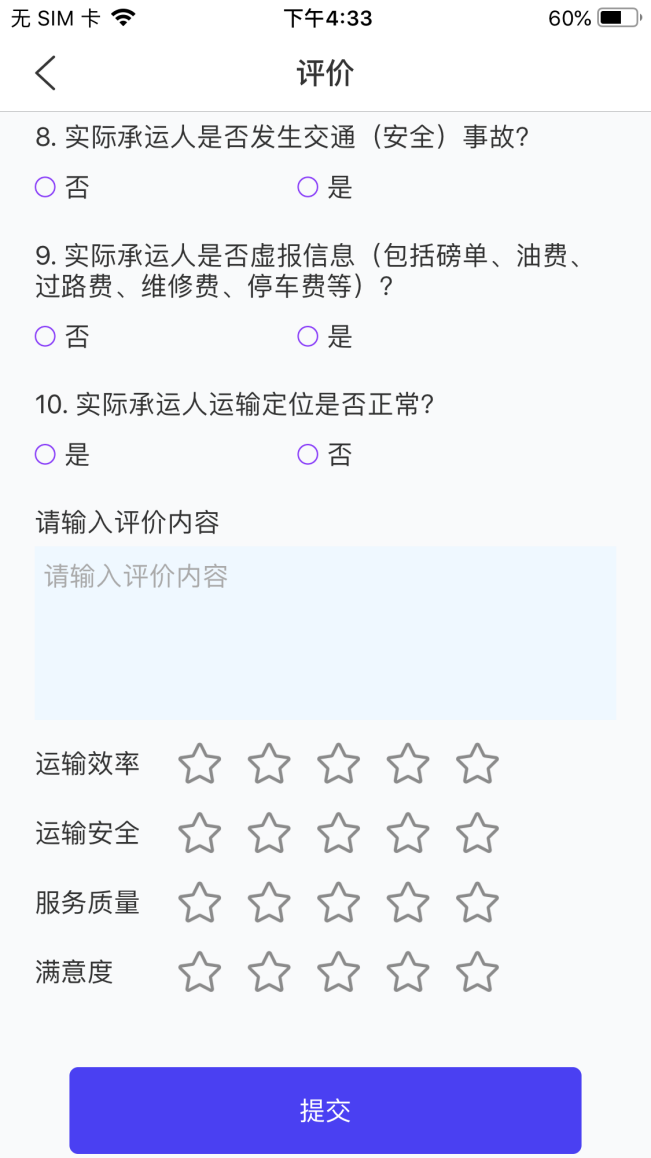 无 SIM 卡 下午4:33 60%
评价
8. 实际承运人是否发生交通（安全）事故?
否 是
9. 实际承运人是否虚报信息（包括磅单、油费、
过路费、维修费、停车费等）?
否 是
10. 实际承运人运输定位是否正常?
是 否
请输入评价内容
请输入评价内容
运输效率
运输安全
服务质量
满意度
提交